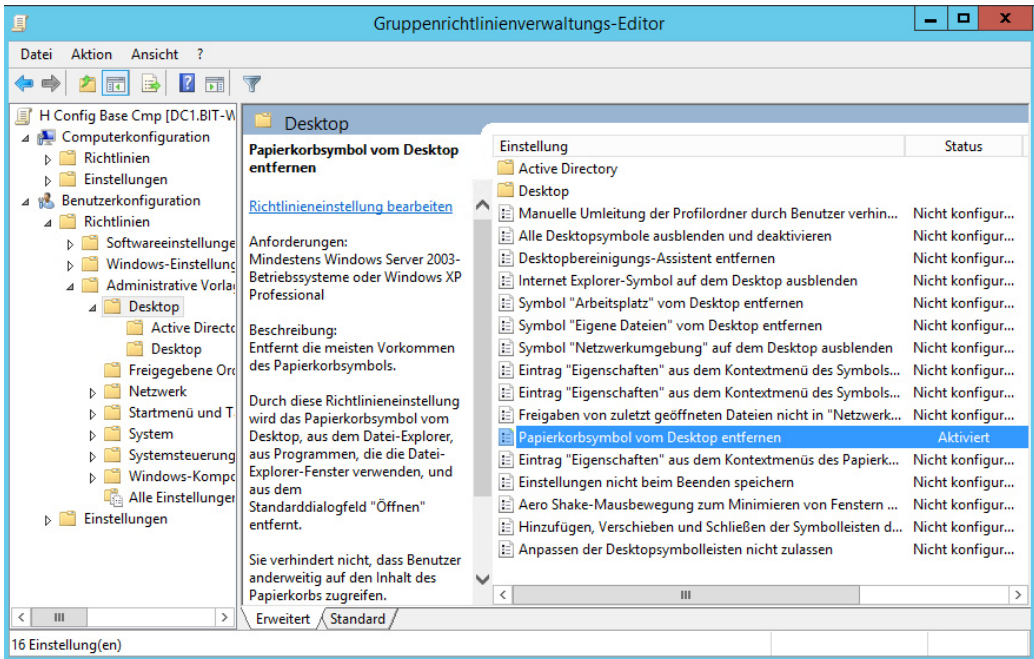 Gruppenrichtlinienverwaltungs-Editor
Datei Aktion Ansicht ?
H Config Base Cmp [DC1.BIT-W
Computerkonfiguration
Richtlinien
Einstellungen
Benutzerkonfiguration
Richtlinien
Softwareeinstellunge
Windows-Einstellung
Administrative Vorla
Desktop
Active Directo
Desktop
Freigegebene Ord
Netzwerk
Startmenü und T
System
Systemsteuerung
Windows-Kompo
Alle Einstellungen
Einstellungen
Desktop
Papierkorbsymbol vom Desktop
entfernen
Richtlinieneinstellung bearbeiten
Anforderungen:
Mindestens Windows Server 2003-
Betriebssysteme oder Windows XP
Professional
Beschreibung:
Entfernt die meisten Vorkommen
des Papierkorbsymbols.
Durch diese Richtlinieneinstellung
wird das Papierkorbsymbol vom
Desktop, aus dem Datei-Explorer,
aus Programmen, die die Datei-
Explorer-Fenster verwenden, und
aus dem
Standarddialogfeld "Öffnen"
entfernt.
Sie verhindert nicht, dass Benutzer
anderweitig auf den Inhalt des
Papierkorbs zugreifen.
Einstellung Status
Active Directory
Desktop
Manuelle Umleitung der Profilordner durch Benutzer verhin... Nicht konfigur...
Alle Desktopsymbole ausblenden und deaktivieren Nicht konfigur...
Desktopbereinigungs-Assistent entfernen Nicht konfigur...
Internet Explorer-Symbol auf dem Desktop ausblenden Nicht konfigur...
Symbol "Arbeitsplatz" vom Desktop entfernen Nicht konfigur...
Symbol "Eigene Dateien" vom Desktop entfernen Nicht konfigur...
Symbol "Netzwerkumgebung" auf dem Desktop ausblenden Nicht konfigur...
Eintrag "Eigenschaften" aus dem Kontextmenü des Symbols... Nicht konfigur...
Eintrag "Eigenschaften" aus dem Kontextmenü des Symbols... Nicht konfigur...
Freigaben von zuletzt geöffneten Dateien nicht in "Netzwerk... Nicht konfigur...
Papierkorbsymbol vom Desktop entfernen Aktiviert
Eintrag "Eigenschaften" aus dem Kontextmenüs des Papierk... Nicht konfigur...
Einstellungen nicht beim Beenden speichern Nicht konfigur...
Aero Shake-Mausbewegung zum Minimieren von Fenstern ... Nicht konfigur...
Hinzufügen, Verschieben und Schließen der Symbolleisten d... Nicht konfigur...
Anpassen der Desktopsymbolleisten nicht zulassen Nicht konfigur...
Erweitert Standard
16 Einstellung(en)